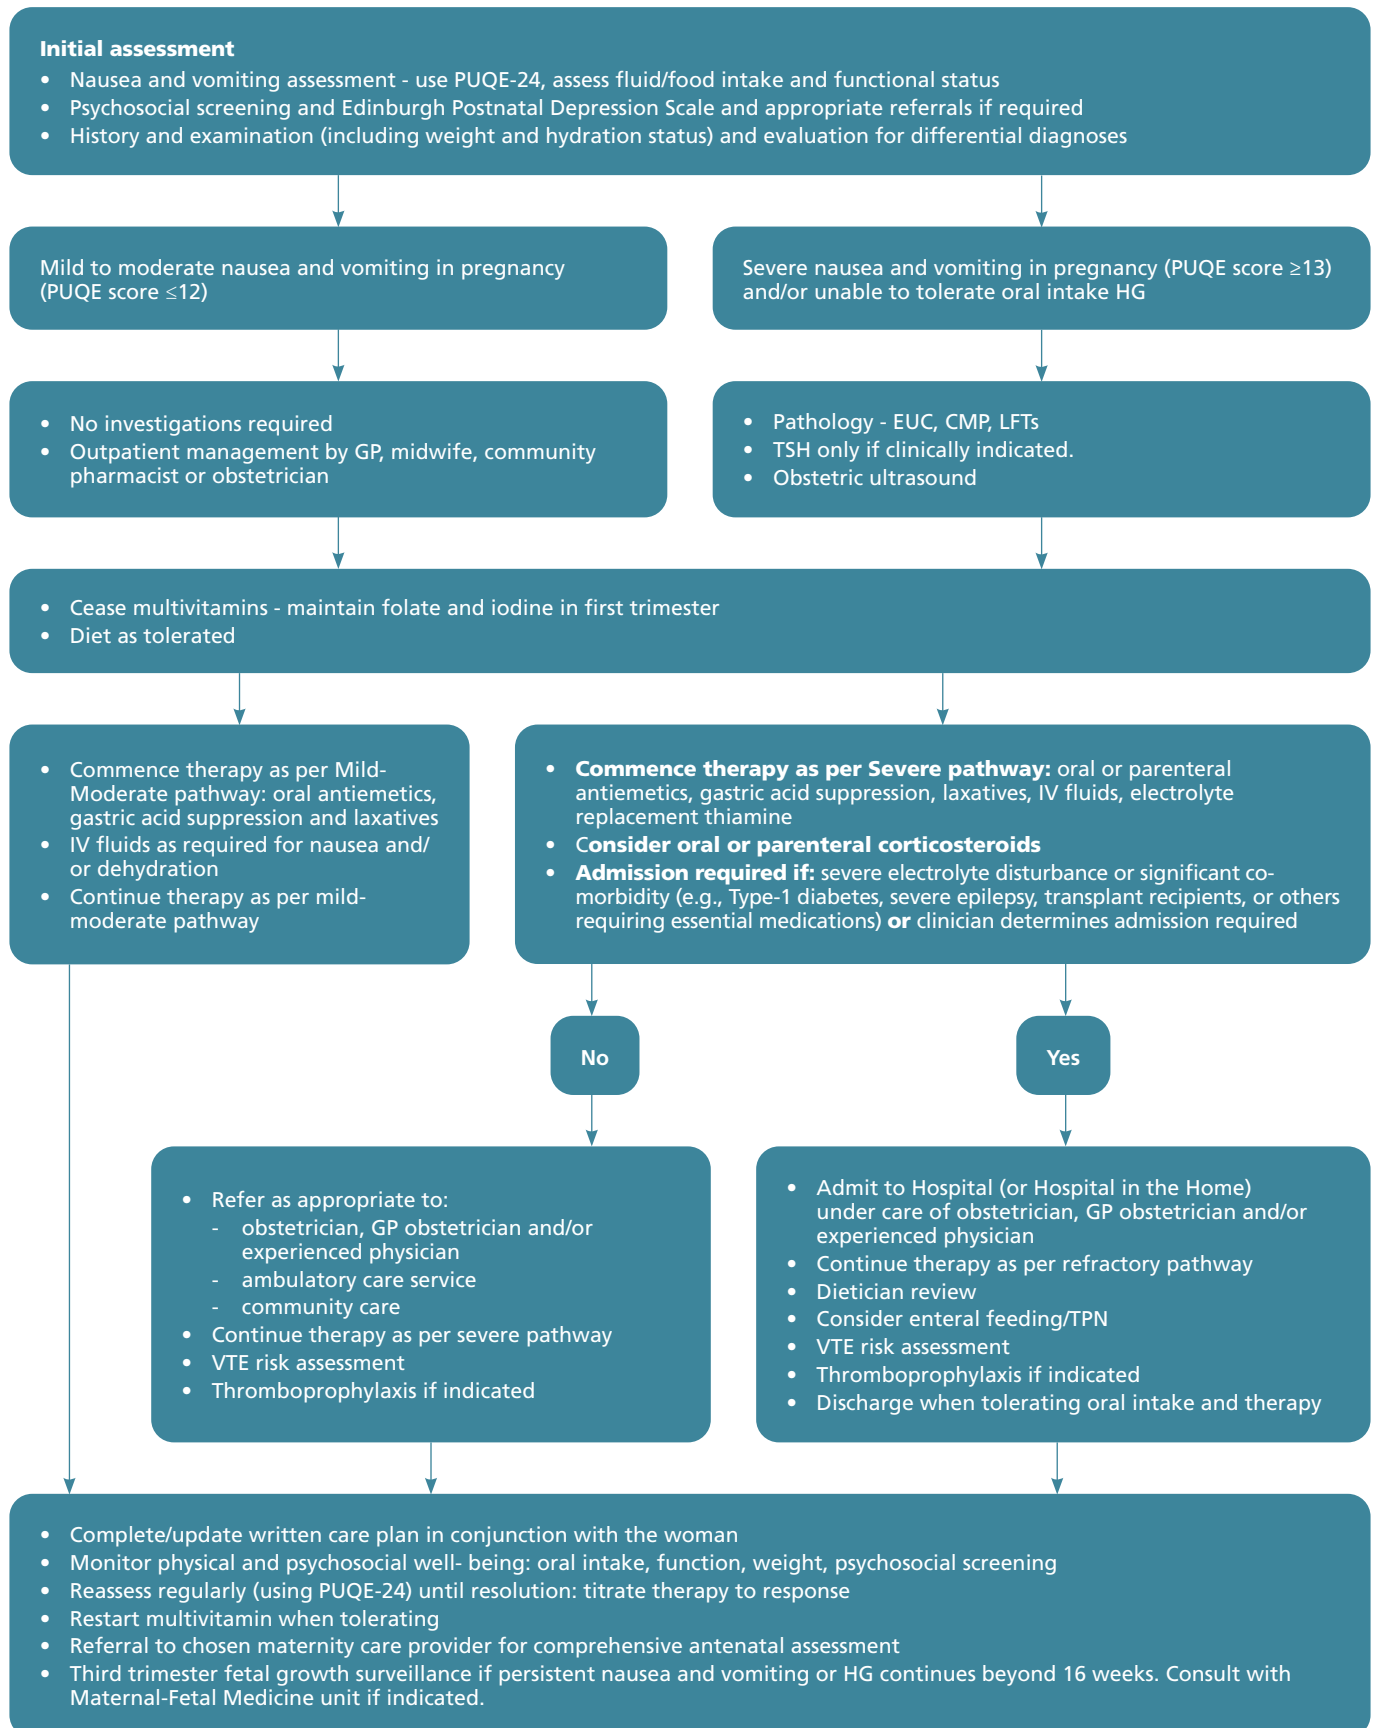 Initial assessment
• Nausea and vomiting assessment - use PUQE-24, assess fluid/food intake and functional status
• Psychosocial screening and Edinburgh Postnatal Depression Scale and appropriate referrals if required
• History and examination (including weight and hydration status) and evaluation for differential diagnoses
Mild to moderate nausea and vomiting in pregnancy
(PUQE score ≤12)
Severe nausea and vomiting in pregnancy (PUQE score ≥13)
and/or unable to tolerate oral intake HG
• No investigations required
• Outpatient management by GP, midwife, community
pharmacist or obstetrician
• Pathology - EUC, CMP, LFTs
• TSH only if clinically indicated.
• Obstetric ultrasound
• Cease multivitamins - maintain folate and iodine in first trimester
• Diet as tolerated
• Commence therapy as per Mild-
Moderate pathway: oral antiemetics,
gastric acid suppression and laxatives
• IV fluids as required for nausea and/
or dehydration
• Continue therapy as per mild-
moderate pathway
• Commence therapy as per Severe pathway: oral or parenteral
antiemetics, gastric acid suppression, laxatives, IV fluids, electrolyte
replacement thiamine
• Consider oral or parenteral corticosteroids
• Admission required if: severe electrolyte disturbance or significant co-
morbidity (e.g., Type-1 diabetes, severe epilepsy, transplant recipients, or others
requiring essential medications) or clinician determines admission required
No
Yes
• Refer as appropriate to:
- obstetrician, GP obstetrician and/or
experienced physician
- ambulatory care service
- community care
• Continue therapy as per severe pathway
• VTE risk assessment
• Thromboprophylaxis if indicated
• Admit to Hospital (or Hospital in the Home)
under care of obstetrician, GP obstetrician and/or
experienced physician
• Continue therapy as per refractory pathway
• Dietician review
• Consider enteral feeding/TPN
• VTE risk assessment
• Thromboprophylaxis if indicated
• Discharge when tolerating oral intake and therapy
• Complete/update written care plan in conjunction with the woman
• Monitor physical and psychosocial well- being: oral intake, function, weight, psychosocial screening
• Reassess regularly (using PUQE-24) until resolution: titrate therapy to response
• Restart multivitamin when tolerating
• Referral to chosen maternity care provider for comprehensive antenatal assessment
• Third trimester fetal growth surveillance if persistent nausea and vomiting or HG continues beyond 16 weeks. Consult with
Maternal-Fetal Medicine unit if indicated.